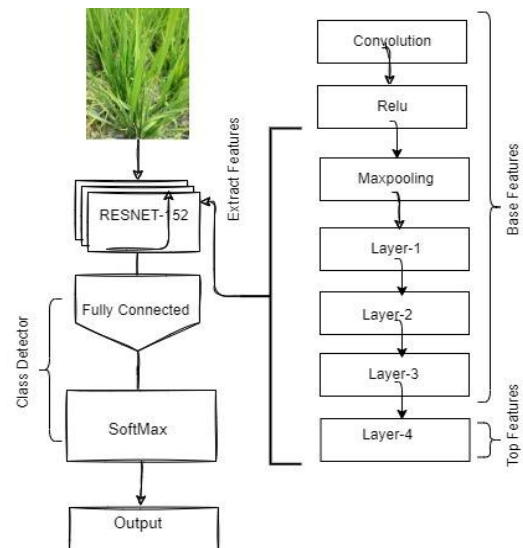 RESNET-152
Fully Connected
SoftMax
Output
Class Detector
Extract Features
Convolution
Relu
Maxpooling
Layer-1
Layer-2
Layer-3
Layer-4
Base Features
Top Features